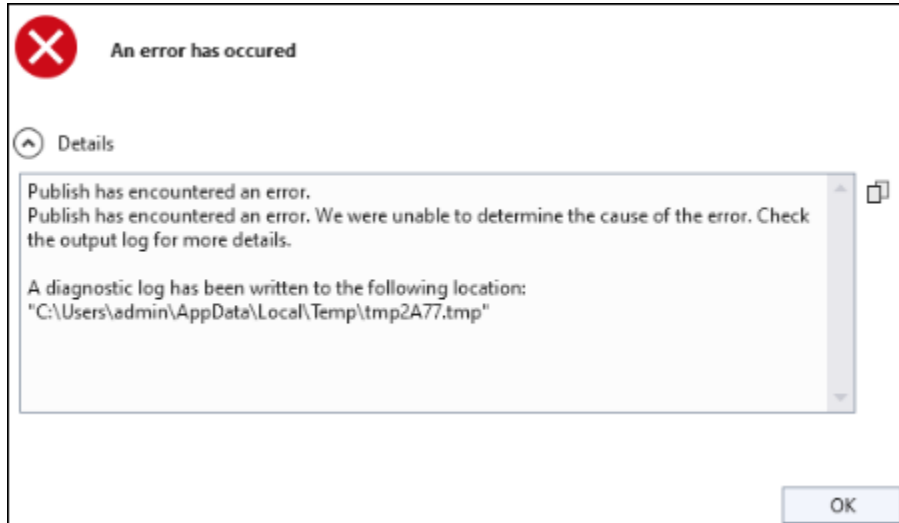 An error has occured
Details
Publish has encountered an error.
Publish has encountered an error. We were unable to determine the cause of the error. Check
the output log for more details.
A diagnostic log has been written to the following location:
"C:\Users\admin\AppData\Local\Temp\tmp2A77.tmp"
OK